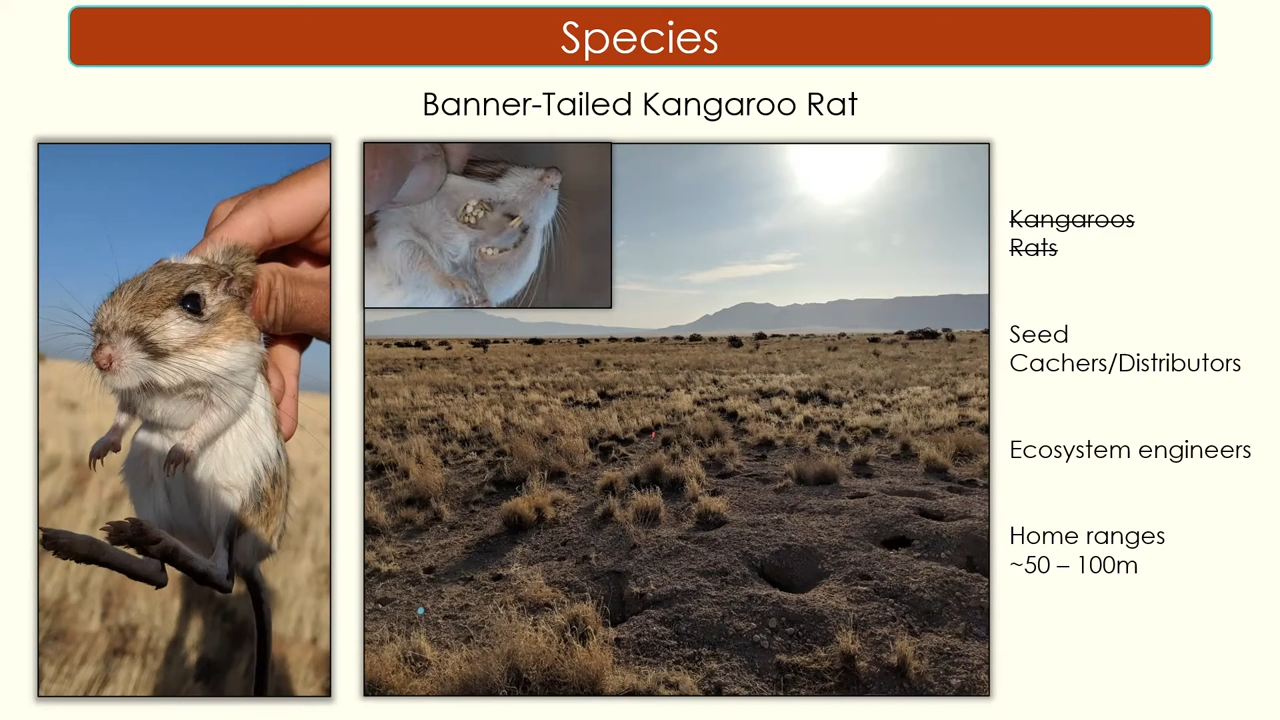 Species
Banner-Tailed Kangaroo Rat
Kangaroos
Rats
Seed
Cachers/Distributors
Ecosystem engineers
Home ranges
~50 – 100m